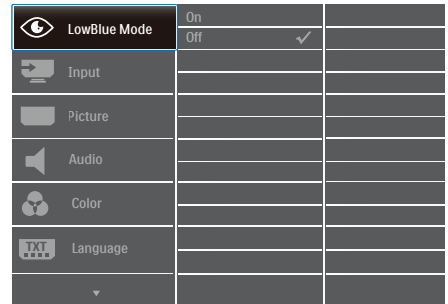 LowBlue Mode
On
Off
Input
Picture
Audio
Color
TXT
Language